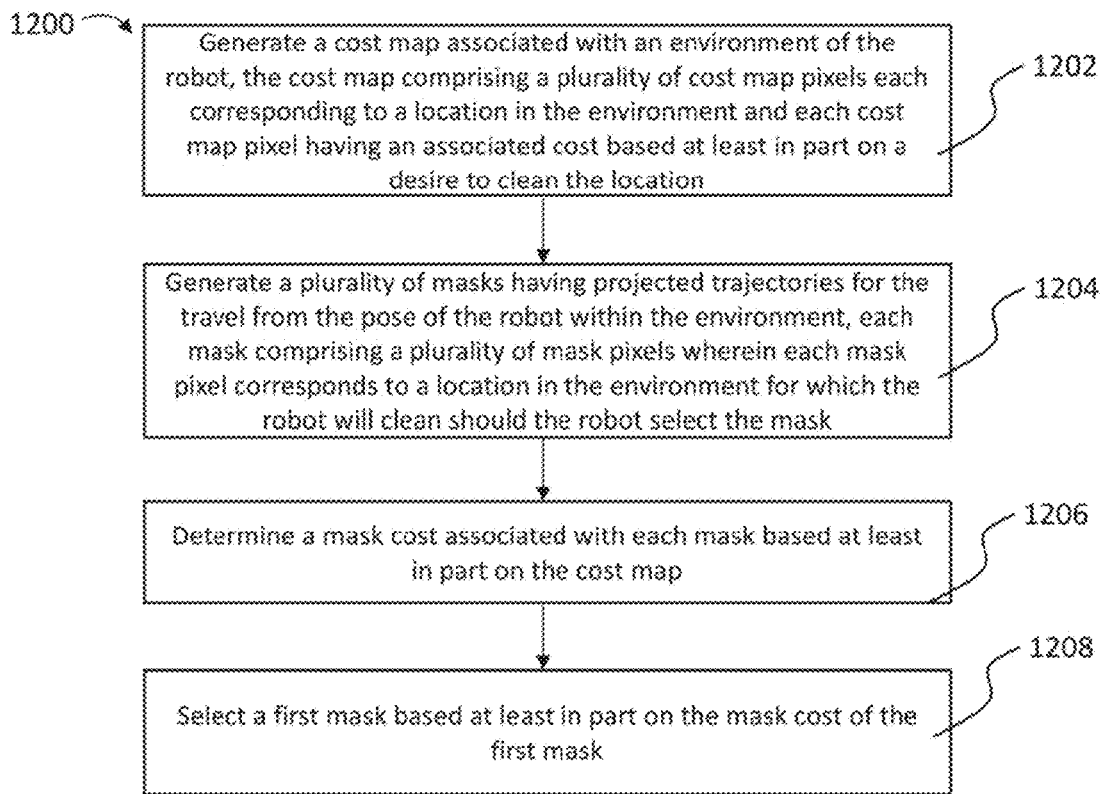 1200
Generate a cost map associated with an environment of the
robot, the cost map comprising a plurality of cost map pixels each
corresponding to a location in the environment and each cost
map pixel having an associated cost based at least in part on a
desire to clean the location
1202
Generate a plurality of masks having projected trajectories for the
travel from the pose of the robot within the environment, each
mask comprising a plurality of mask pixels wherein each mask
pixel corresponds to a location in the environment for which the
robot will clean should the robot select the mask
1204
Determine a mask cost associated with each mask based at least
in part on the cost map
1206
Select a first mask based at least in part on the mask cost of the
first mask
1208